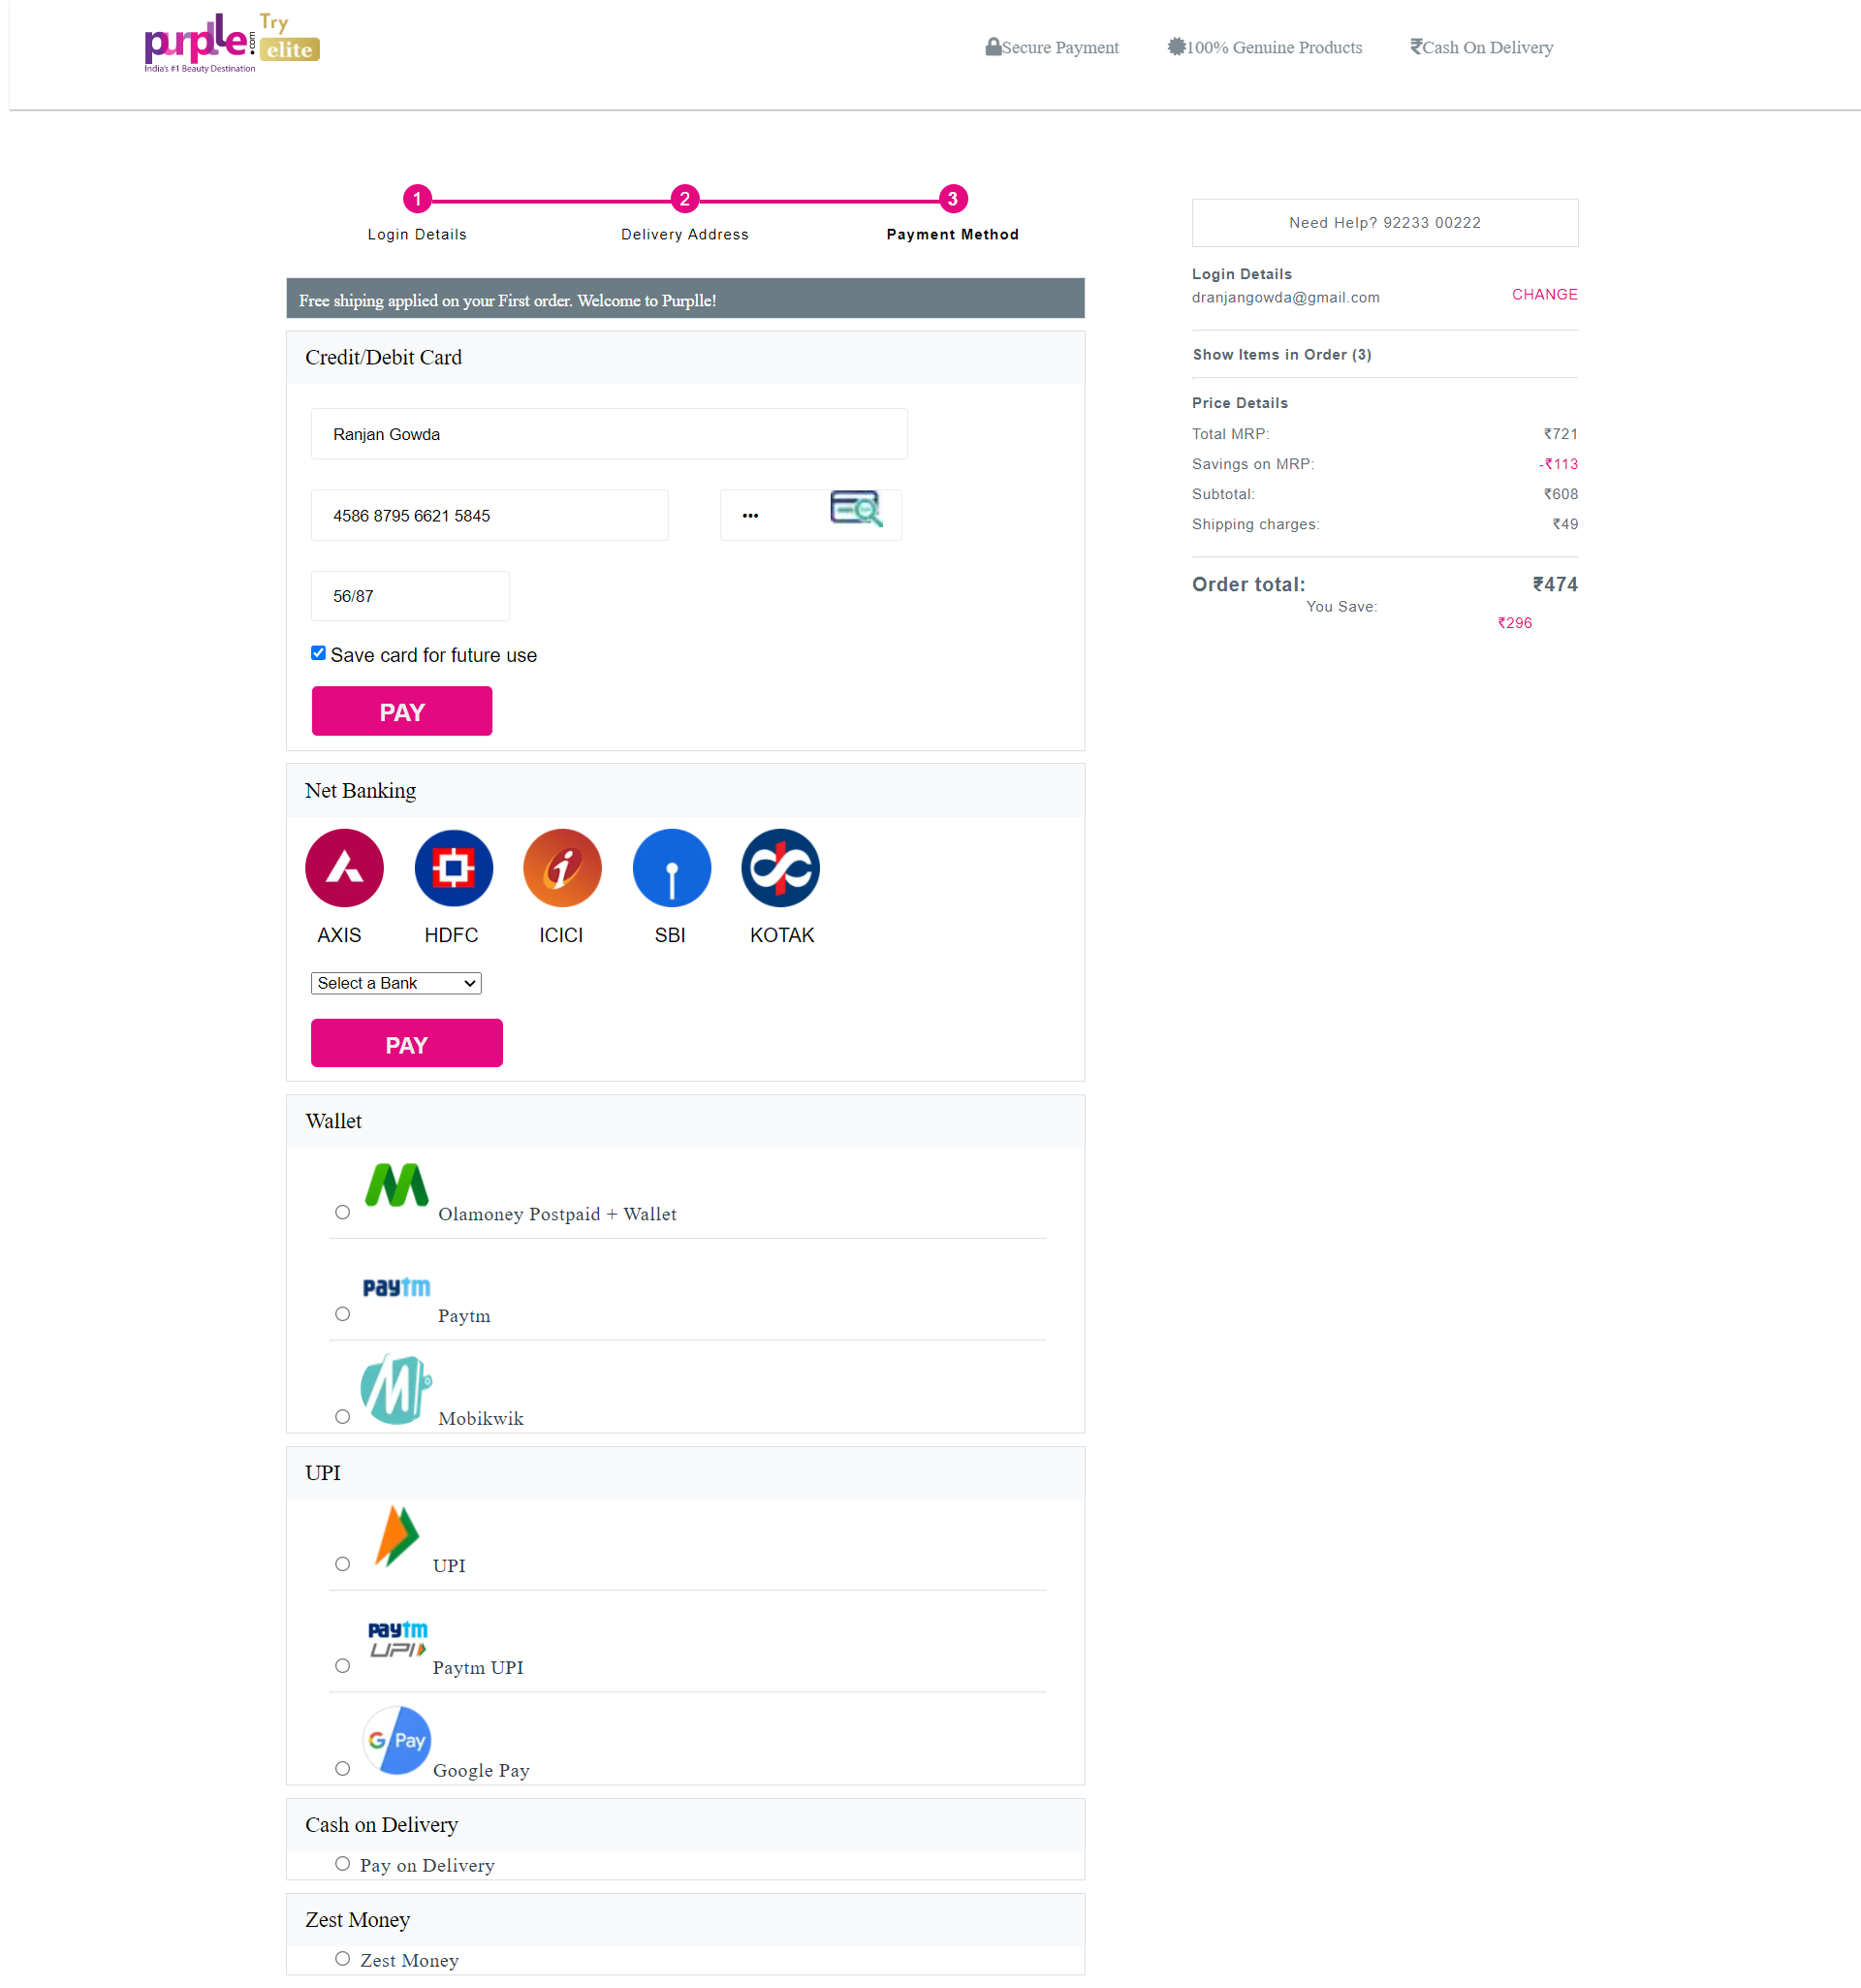 purplle.com
India's #1 Beauty Destination
Try
elite
Secure Payment
100% Genuine Products
₹Cash On Delivery
1
2
3
Login Details
Delivery Address
Payment Method
Free shiping applied on your First order. Welcome to Purplle!
Credit/Debit Card
Ranjan Gowda
4586 8795 6621 5845
•••
56/87
Save card for future use
PAY
Net Banking
AXIS
HDFC
ICICI
SBI
KOTAK
Select a Bank
PAY
Wallet
Olamoney Postpaid + Wallet
paytm
Paytm
Mobikwik
UPI
UPI
paytm
UPI
Paytm UPI
G Pay
Google Pay
Cash on Delivery
Pay on Delivery
Zest Money
Zest Money
Need Help? 92233 00222
Login Details
dranjangowda@gmail.com
CHANGE
Show Items in Order (3)
Price Details
Total MRP: ₹721
Savings on MRP: -₹113
Subtotal: ₹608
Shipping charges: ₹49
Order total: ₹474
You Save:
₹296